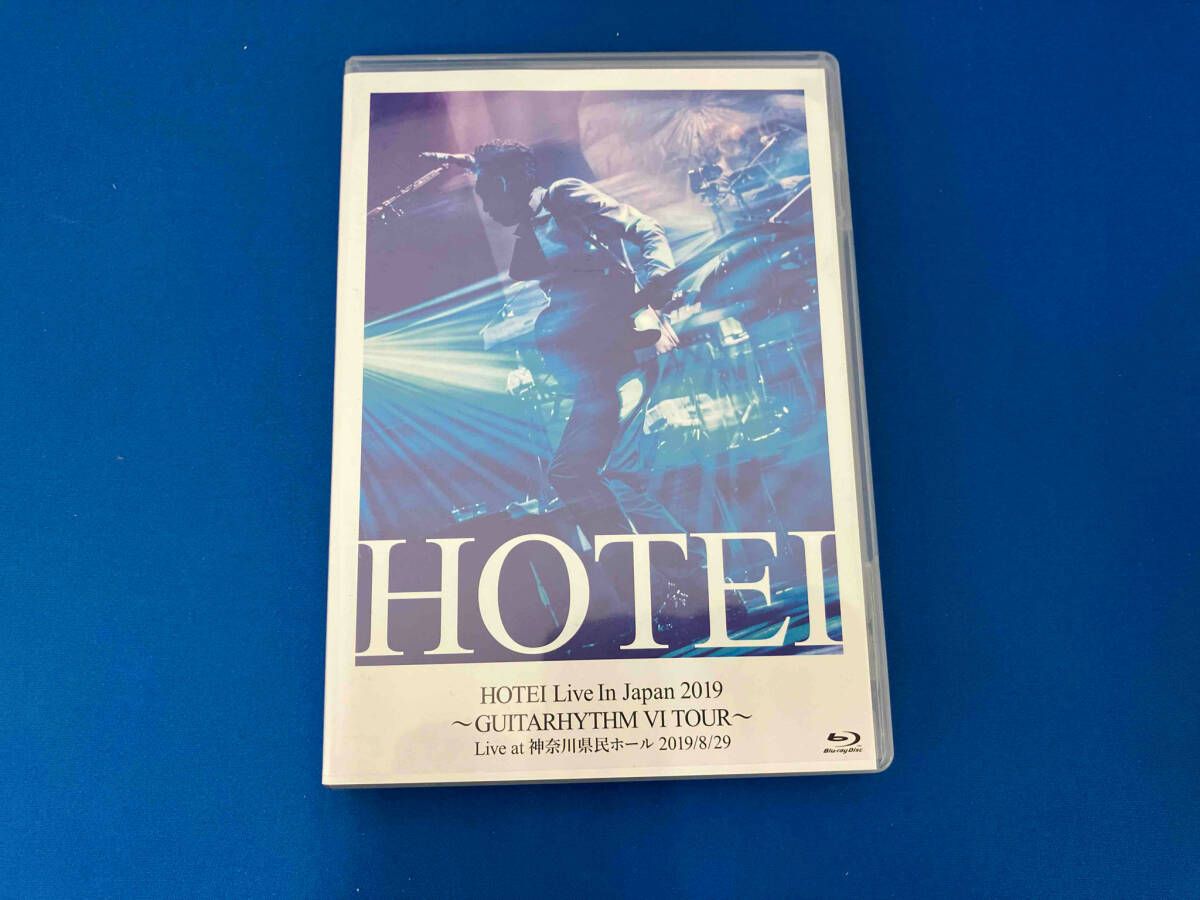 HOTEI
HOTEI Live In Japan 2019
～GUITARHYTHM VI TOUR～
Live at 神奈川県民ホール 2019/8/29
Blu-ray Disc